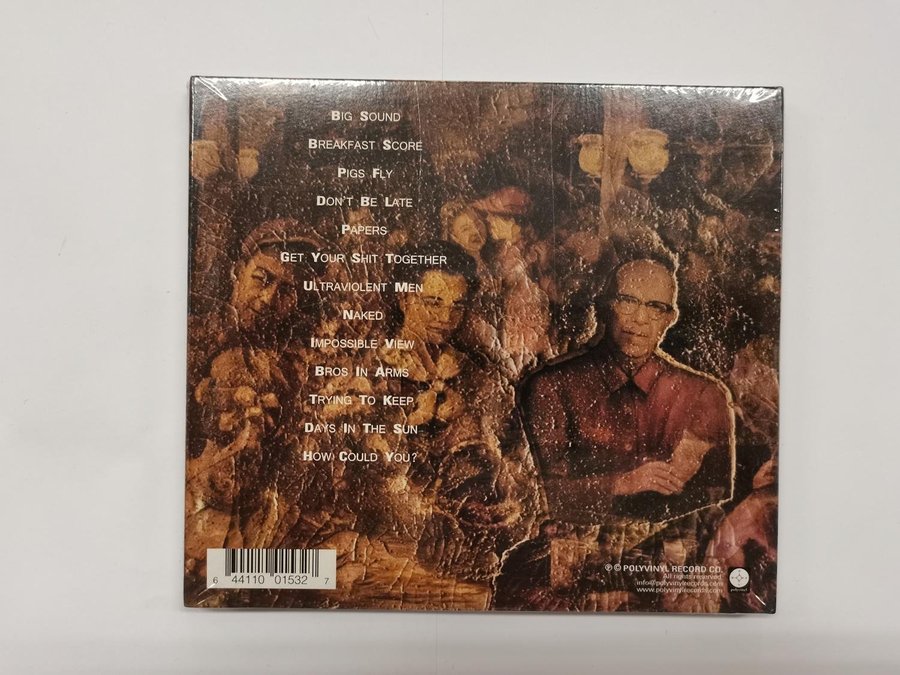 Big Sound
Breakfast Score
Pigs Fly
Don't Be Late
Papers
Get Your Shit Together
Ultraviolent Men
Naked
Impossible View
Bros In Arms
Trying To Keep
Days In The Sun
How Could You?
6 44110 01532 7
℗ © POLYVINYL RECORD CO.
All rights reserved.
info@polyvinylrecords.com
www.polyvinylrecords.com
polyvinyl